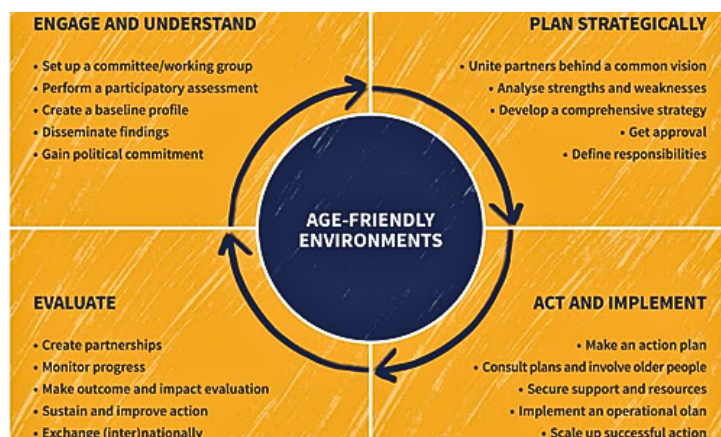 ENGAGE AND UNDERSTAND
• Set up a committee/working group
• Perform a participatory assessment
• Create a baseline profile
• Disseminate findings
• Gain political commitment
PLAN STRATEGICALLY
• Unite partners behind a common vision
• Analyse strengths and weaknesses
• Develop a comprehensive strategy
• Get approval
• Define responsibilities
AGE-FRIENDLY
ENVIRONMENTS
EVALUATE
• Create partnerships
• Monitor progress
• Make outcome and impact evaluation
• Sustain and improve action
• Exchange (inter)nationally
ACT AND IMPLEMENT
• Make an action plan
• Consult plans and involve older people
• Secure support and resources
• Implement an operational olan
• Scale up successful action